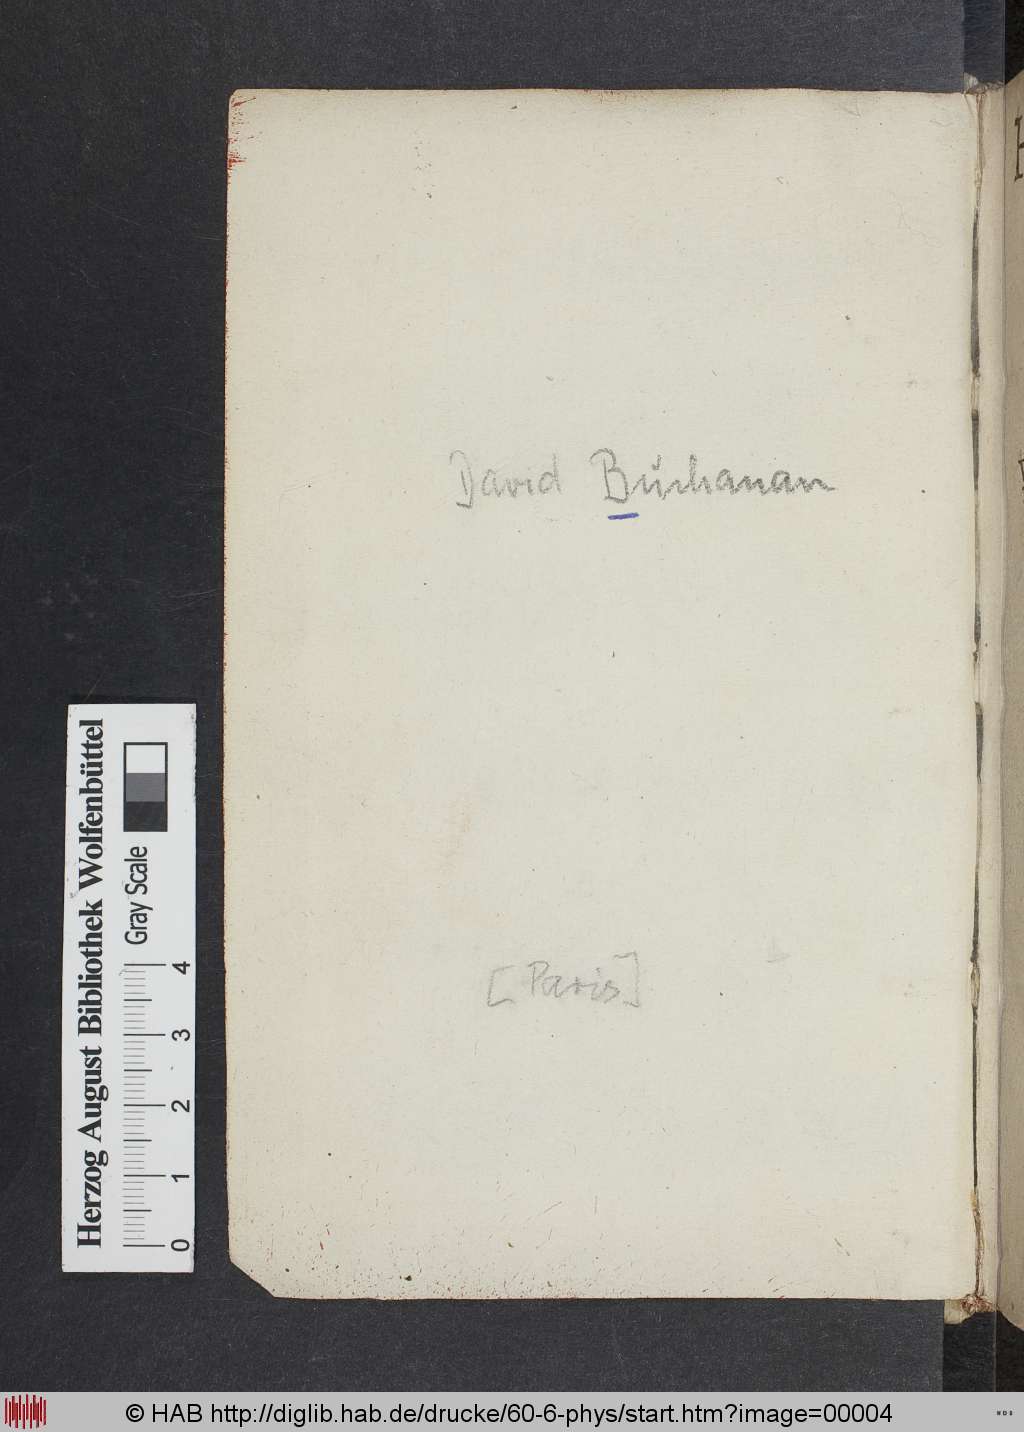 David Buchanan
[Paris]
Herzog August Bibliothek Wolfenbüttel
Gray Scale
0 1 2 3 4
© HAB http://diglib.hab.de/drucke/60-6-phys/start.htm?image=00004